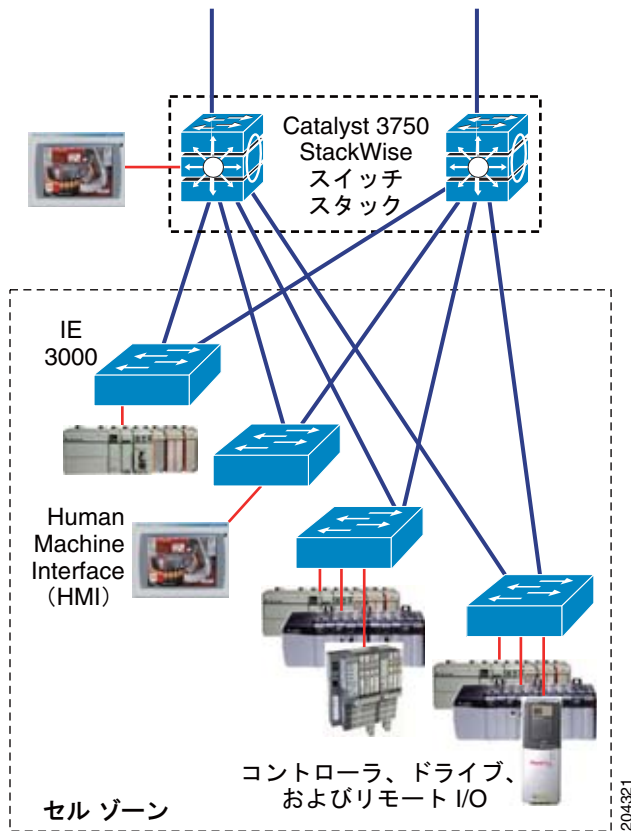 Catalyst 3750
StackWise
スイッチ
スタック
IE
3000
Human
Machine
Interface
（HMI）
コントローラ、ドライブ、
およびリモート I/O
セル ゾーン
204321